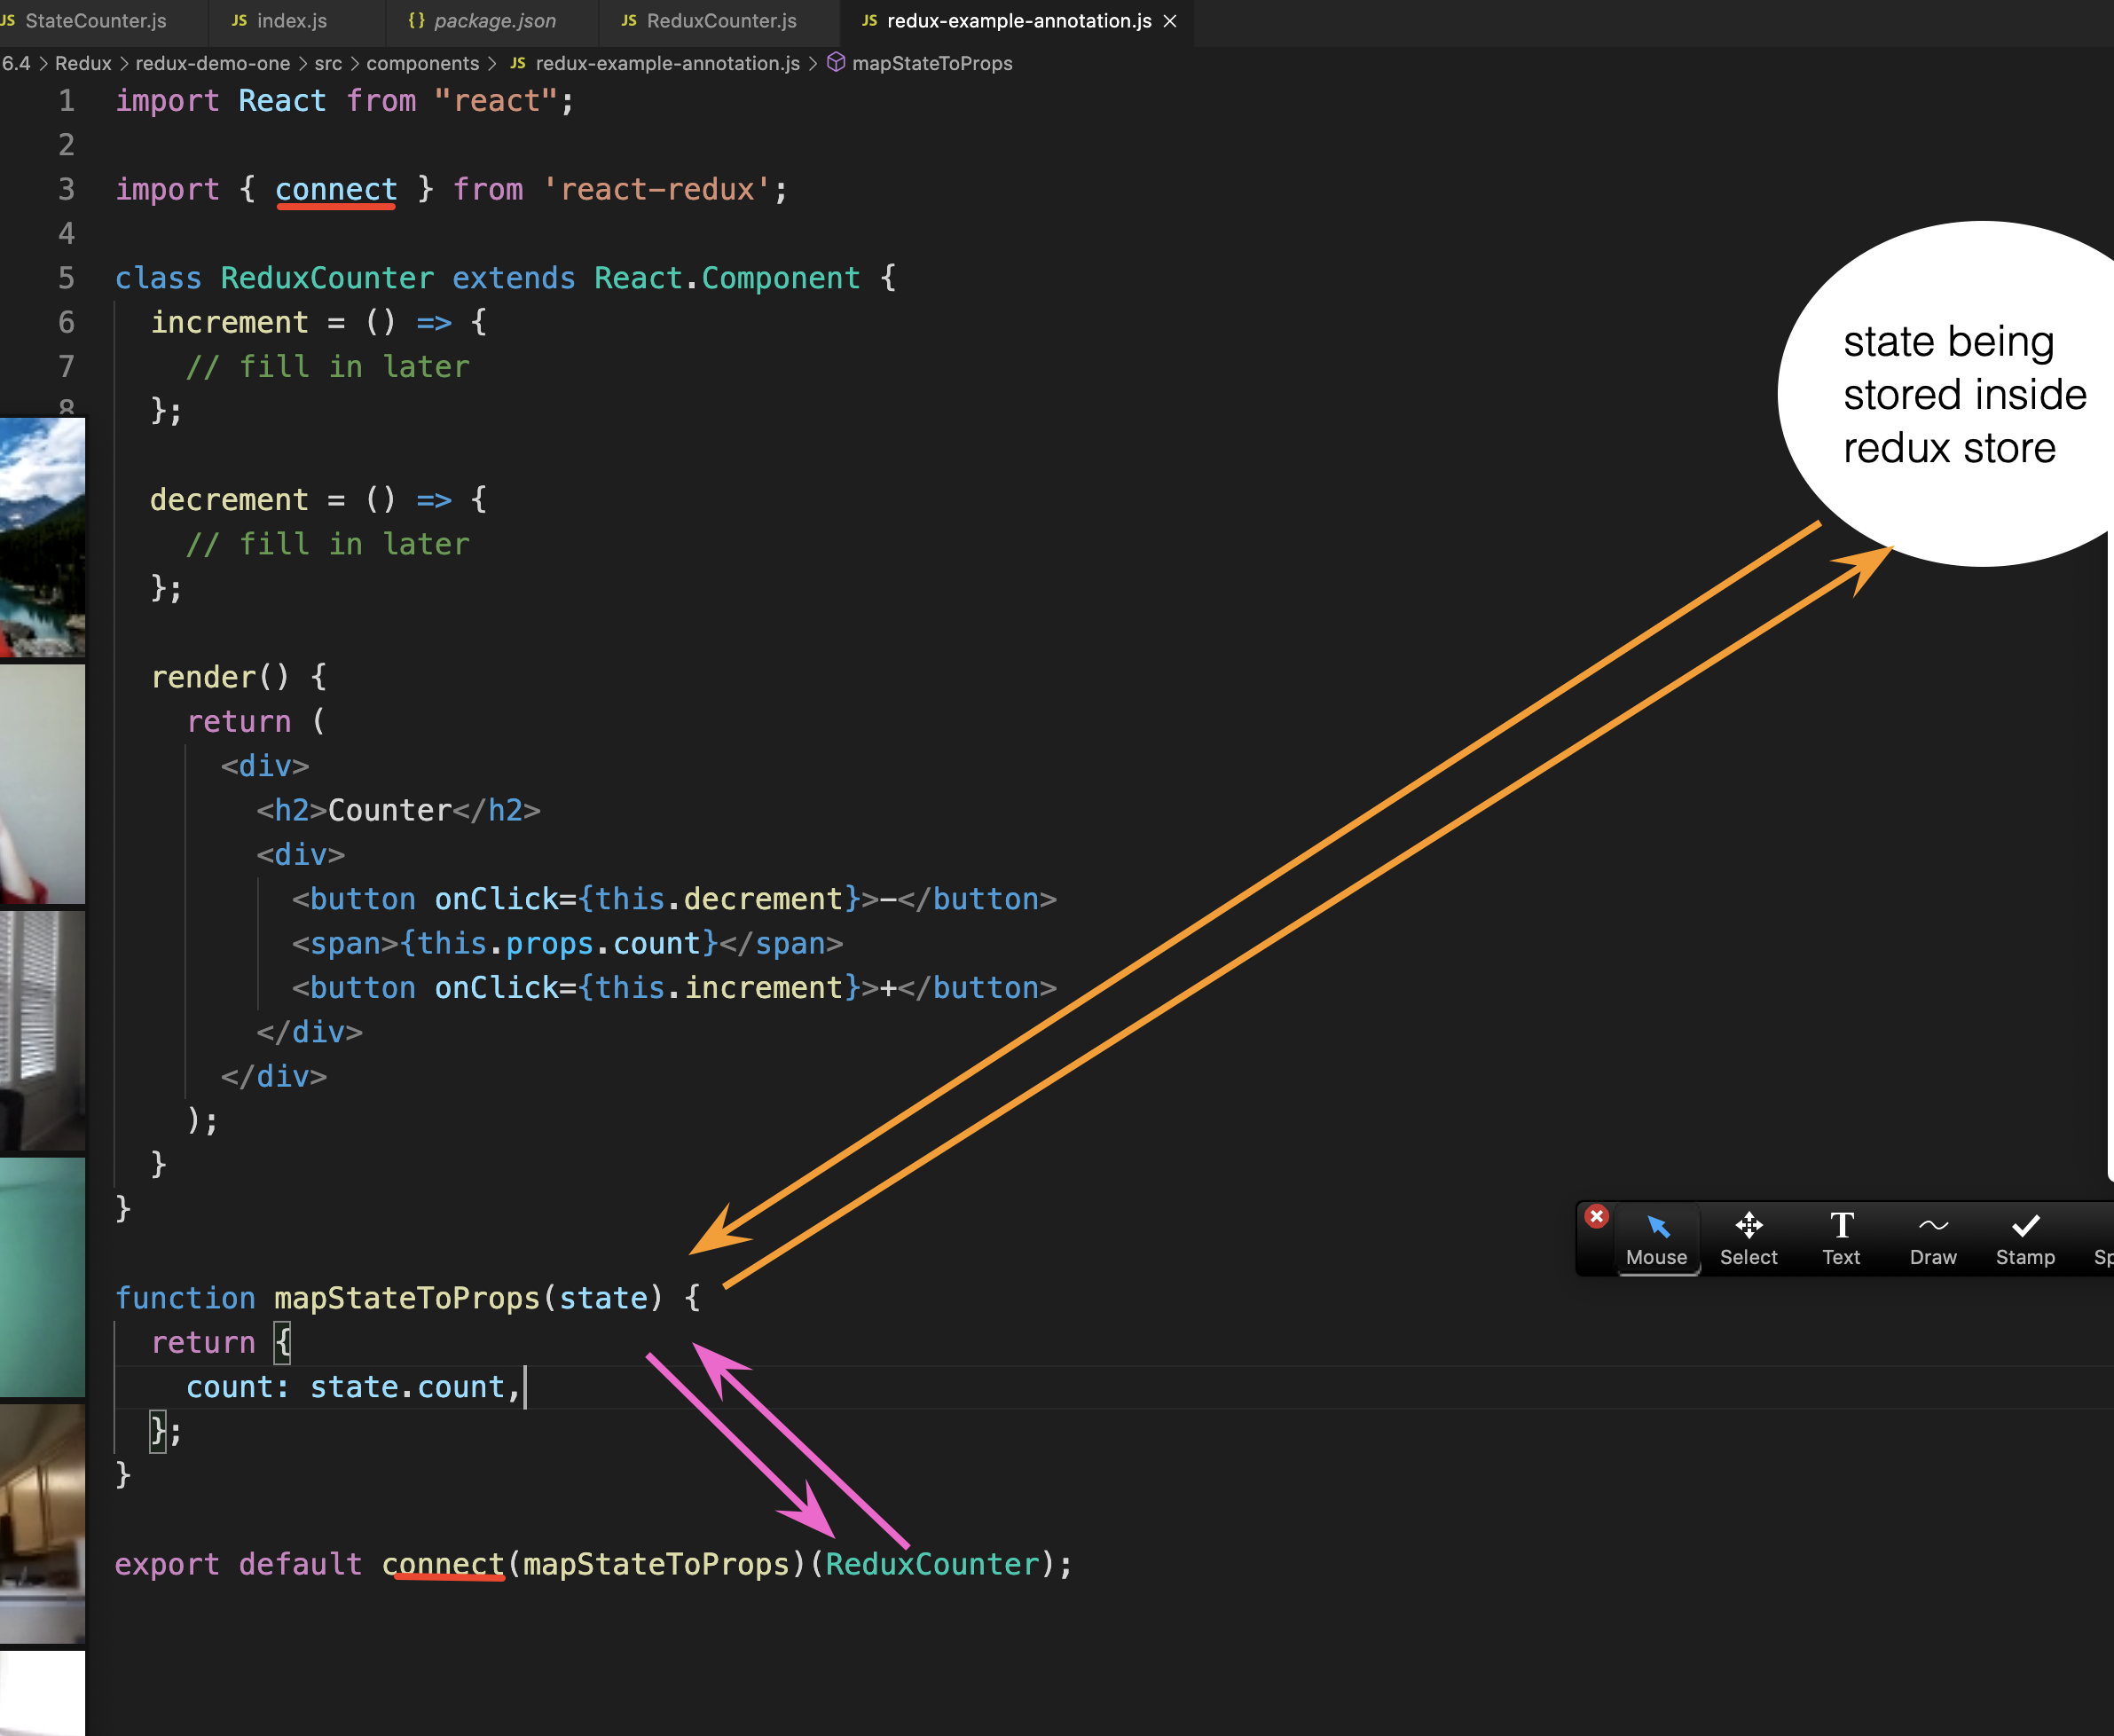 JS StateCounter.js JS index.js {} package.json JS ReduxCounter.js JS redux-example-annotation.js ×
6.4 > Redux > redux-demo-one > src > components > JS redux-example-annotation.js > mapStateToProps
1 import React from "react";
2
3 import { connect } from 'react-redux';
4
5 class ReduxCounter extends React.Component {
6 increment = () => {
7 // fill in later
8 };
decrement = () => {
// fill in later
};
render() {
return (
<div>
<h2>Counter</h2>
<div>
<button onClick={this.decrement}>-</button>
<span>{this.props.count}</span>
<button onClick={this.increment}>+</button>
</div>
</div>
);
}
}
function mapStateToProps(state) {
return {
count: state.count,
};
}
export default connect(mapStateToProps)(ReduxCounter);
state being
stored inside
redux store
Mouse Select Text Draw Stamp